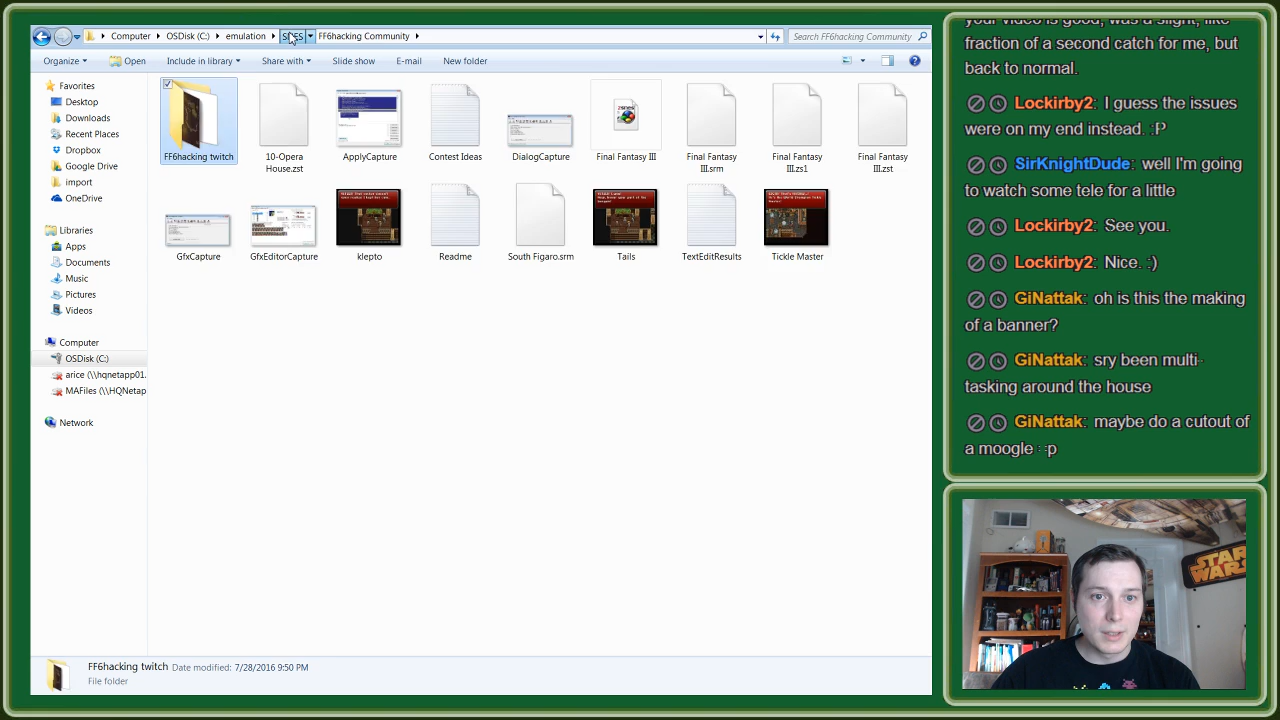 Computer OSDisk (C:) emulation SNES FF6hacking Community
Search FF6hacking Community
Organize Open Include in library Share with Slide show E-mail New folder
Favorites
Desktop
Downloads
Recent Places
Dropbox
Google Drive
import
OneDrive
Libraries
Apps
Documents
Music
Pictures
Videos
Computer
OSDisk (C:)
arice (\\hqnetapp01.
MAFiles (\\HQNetap
Network
FF6hacking twitch
10-Opera
House.zst
ApplyCapture
Contest Ideas
DialogCapture
Final Fantasy III
Final Fantasy
III.srm
Final Fantasy
III.zs1
Final Fantasy
III.zst
GfxCapture
GfxEditorCapture
klepto
Readme
South Figaro.srm
Tails
TextEditResults
Tickle Master
FF6hacking twitch Date modified: 7/28/2016 9:50 PM
File folder
your video is good, was a slight, like
fraction of a second catch for me, but
back to normal.
Lockirby2: I guess the issues
were on my end instead. :P
SirKnightDude: well I'm going
to watch some tele for a little
Lockirby2: See you.
Lockirby2: Nice. :)
GiNattak: oh is this the making
of a banner?
GiNattak: sry been multi-
tasking around the house
GiNattak: maybe do a cutout of
a moogle :p
STAR
WARS